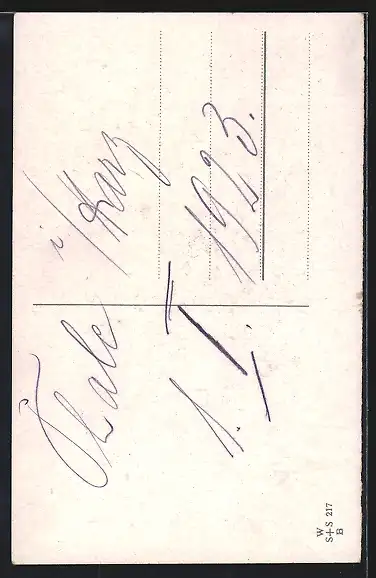 Thale i/Harz
1. I. 1923.
W
S+S 217
B